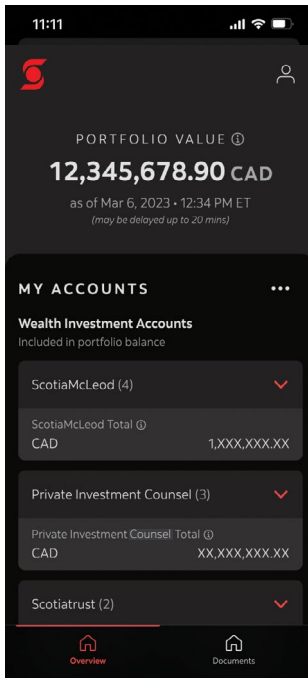 11:11
PORTFOLIO VALUE
12,345,678.90 CAD
as of Mar 6, 2023 • 12:34 PM ET
(may be delayed up to 20 mins)
MY ACCOUNTS
Wealth Investment Accounts
Included in portfolio balance
ScotiaMcLeod (4)
ScotiaMcLeod Total
CAD 1,XXX,XXX.XX
Private Investment Counsel (3)
Private Investment Counsel Total
CAD XX,XXX,XXX.XX
Scotiatrust (2)
Overview Documents